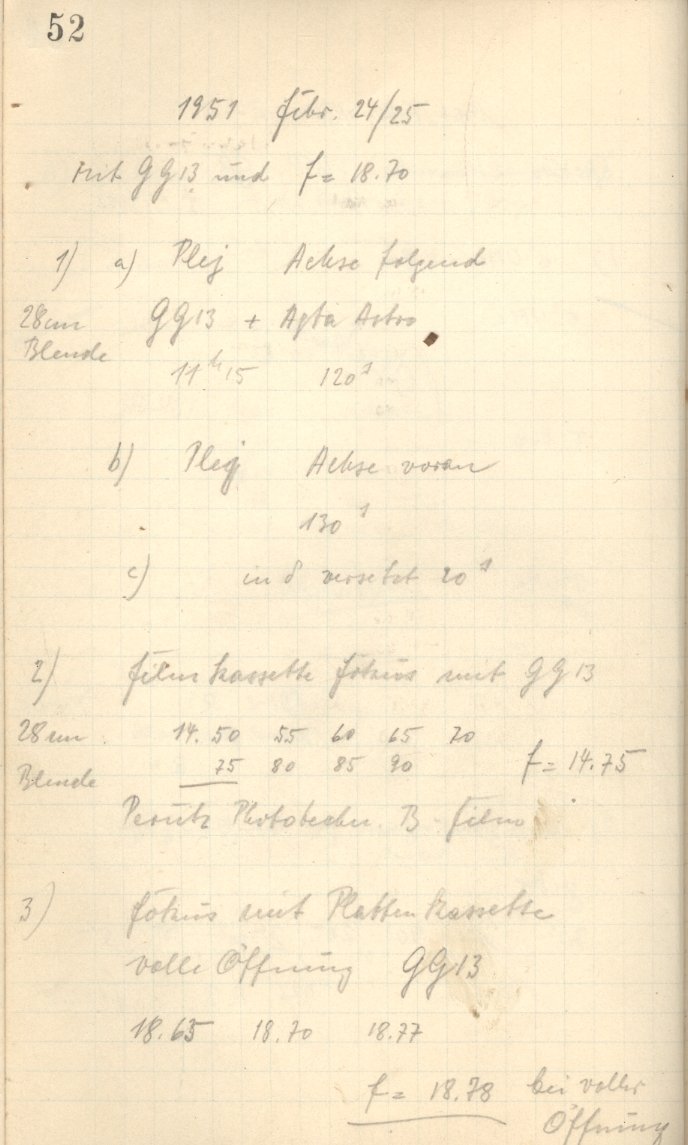 52
1951 Febr. 24/25
Mit GG13 und f = 18.70
1) a) Plej Achse folgend
28cm GG13 + Agfa Astro
Blende
11h15 120s
b) Plej Achse voran
130s
c) in δ versetzt 20s
2) Filmkassette Fokus mit GG13
28cm 14.50 55 60 65 70
75 80 85 90 f = 14.75
Blende
Perutz Phototechn. B-Film
3) Fokus mit Plattenkassette
volle Öffnung GG13
18.65 18.70 18.77
f = 18.78 bei voller
Öffnung